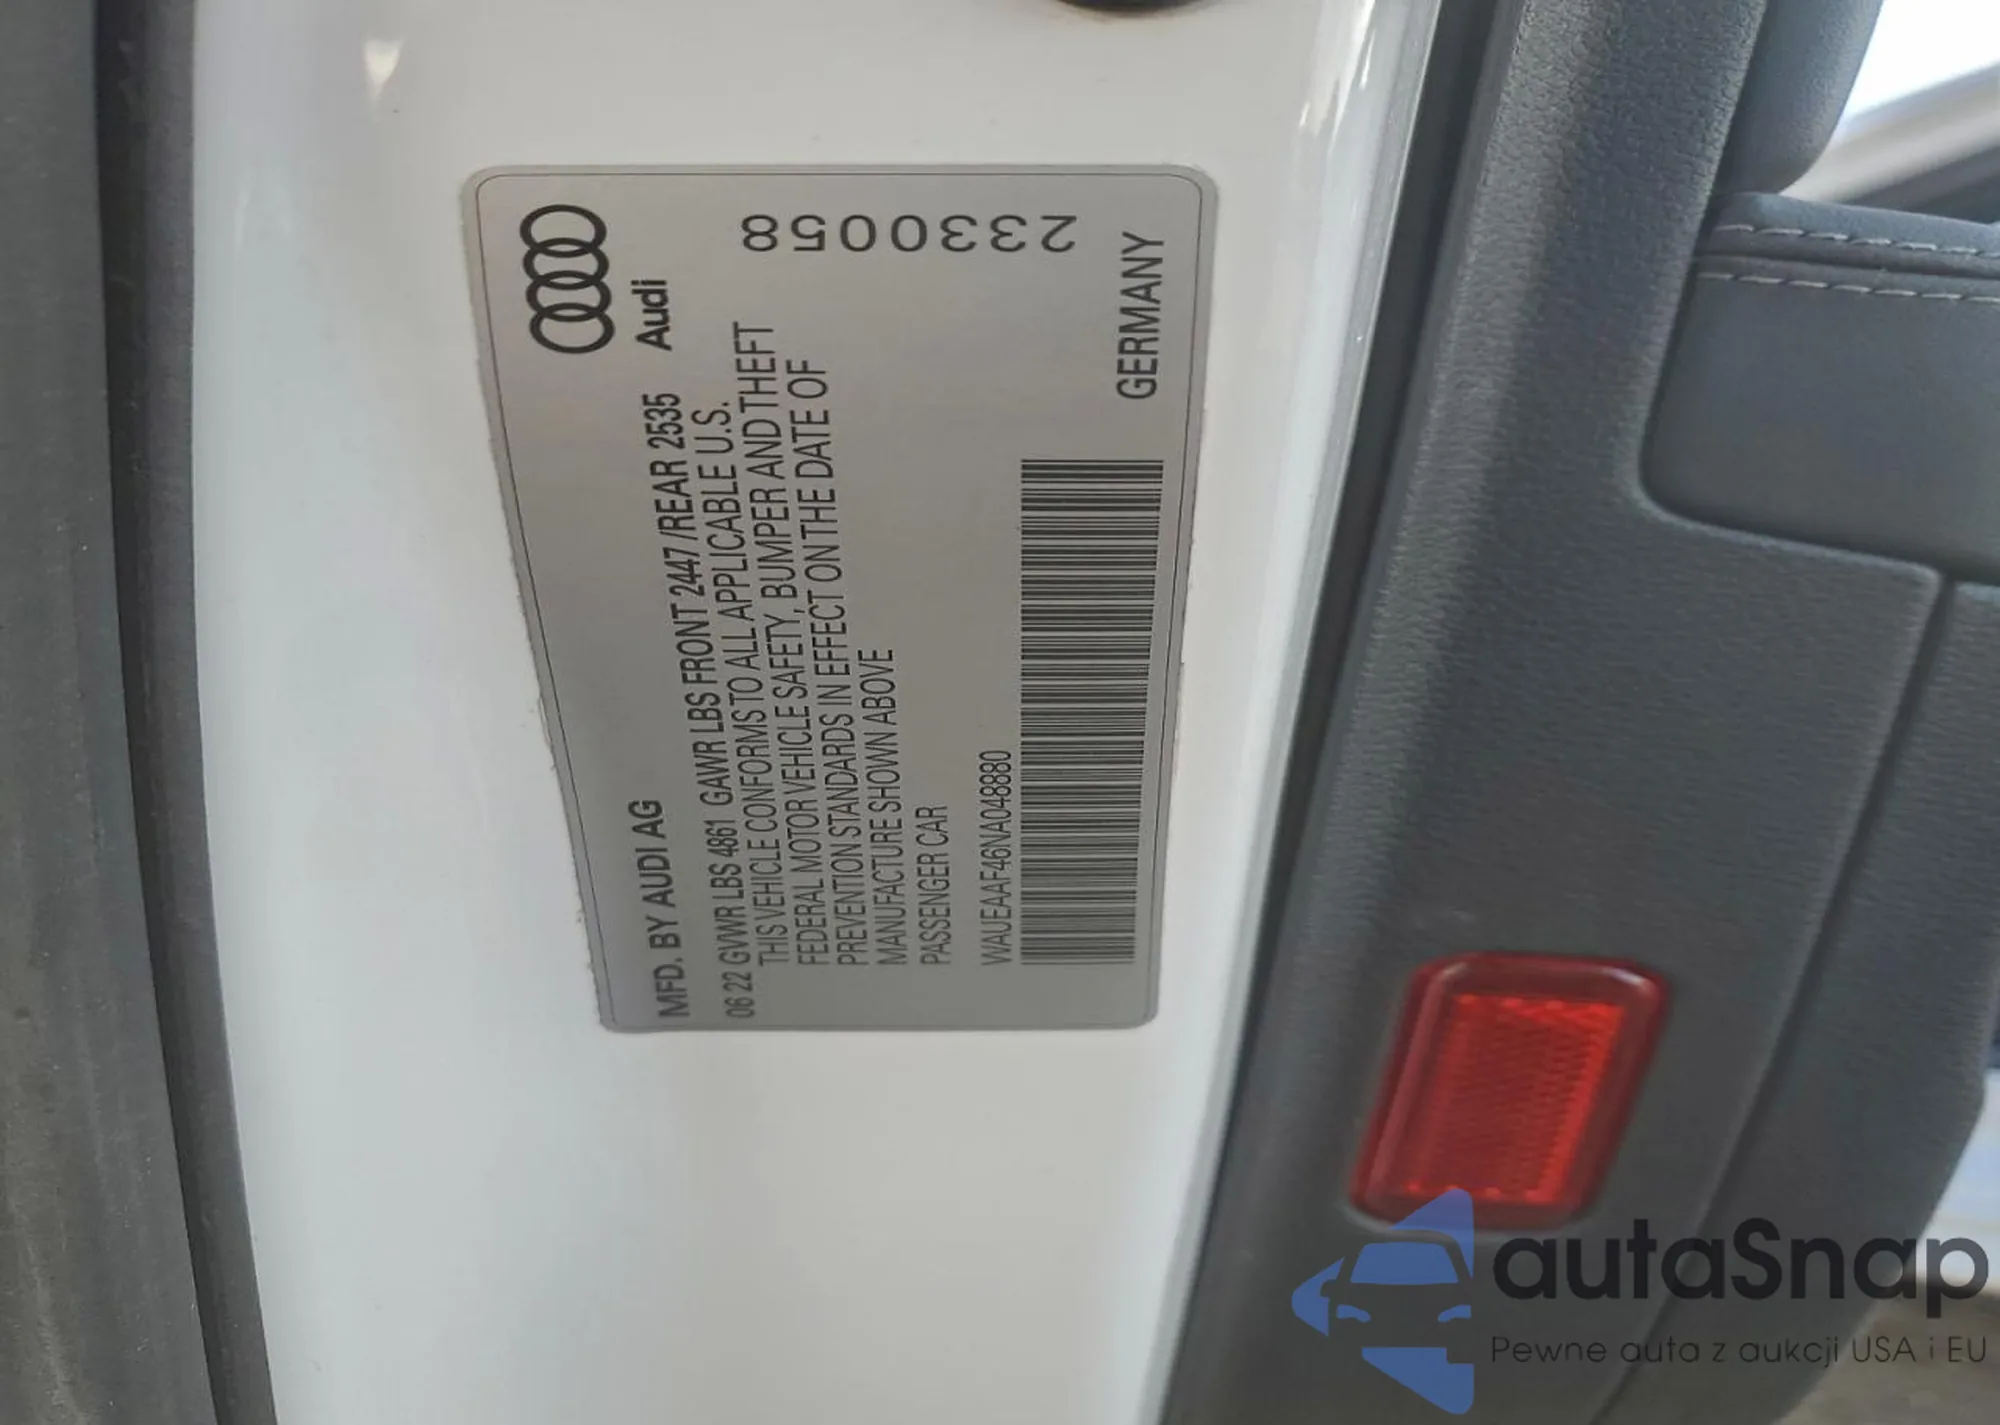 MFD. BY AUDI AG
Audi
06 22 GVWR LBS 4861 GAWR LBS FRONT 2447 /REAR 2535
THIS VEHICLE CONFORMS TO ALL APPLICABLE U.S.
FEDERAL MOTOR VEHICLE SAFETY, BUMPER AND THEFT
PREVENTION STANDARDS IN EFFECT ON THE DATE OF
MANUFACTURE SHOWN ABOVE
PASSENGER CAR
233058
WAUEAAF46NA048880
GERMANY
autaSnap
Pewne auta z aukcji USA i EU